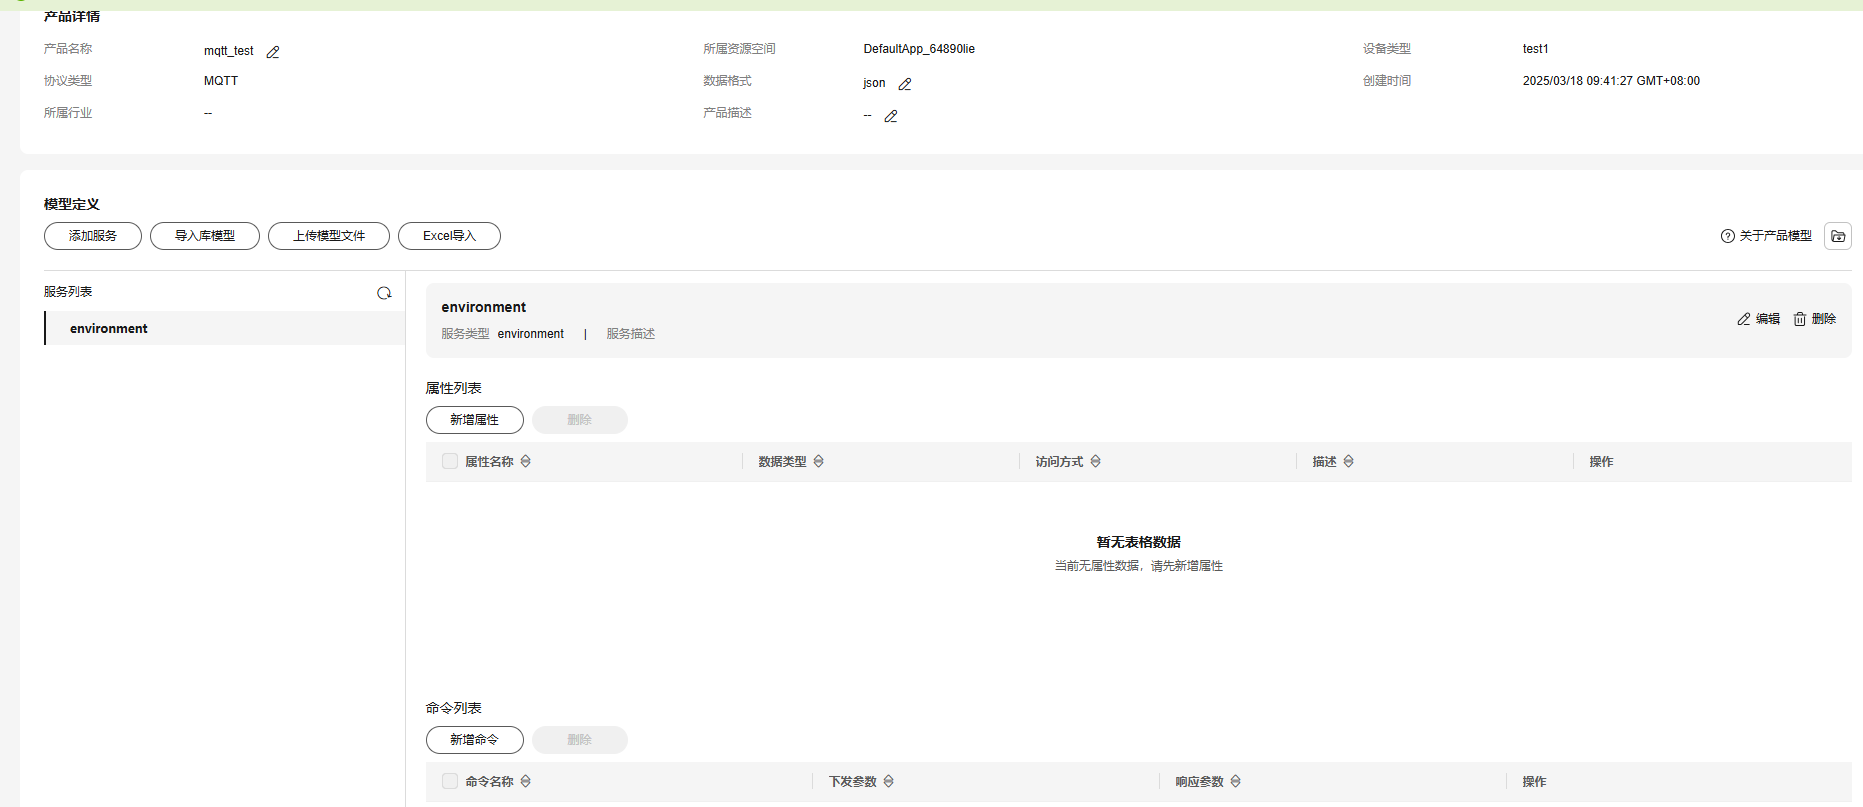 产品详情
产品名称 mqtt_test 所属资源空间 DefaultApp_64890lie 设备类型 test1
协议类型 MQTT 数据格式 json 创建时间 2025/03/18 09:41:27 GMT+08:00
所属行业 -- 产品描述 --
模型定义
添加服务 导入库模型 上传模型文件 Excel导入 关于产品模型
服务列表
environment
environment
服务类型 environment | 服务描述
编辑 删除
属性列表
新增属性 删除
属性名称 数据类型 访问方式 描述 操作
暂无表格数据
当前无属性数据，请先新增属性
命令列表
新增命令 删除
命令名称 下发参数 响应参数 操作